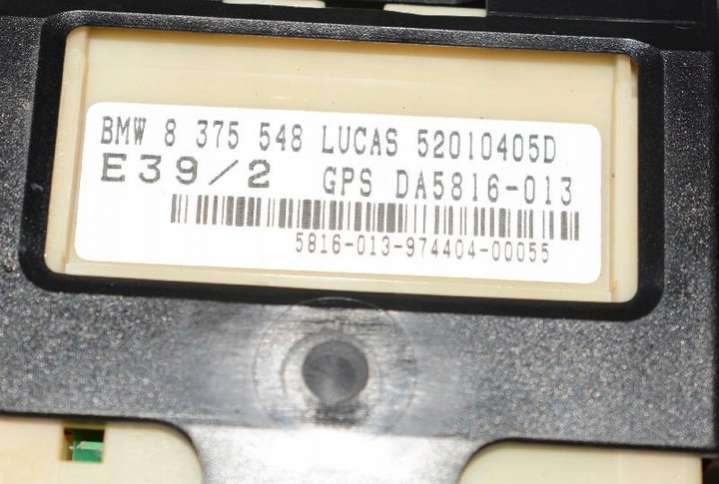 BMW 8 375 548 LUCAS 52010405D
E39/2 GPS DA5816-013
5816-013-974404-00055